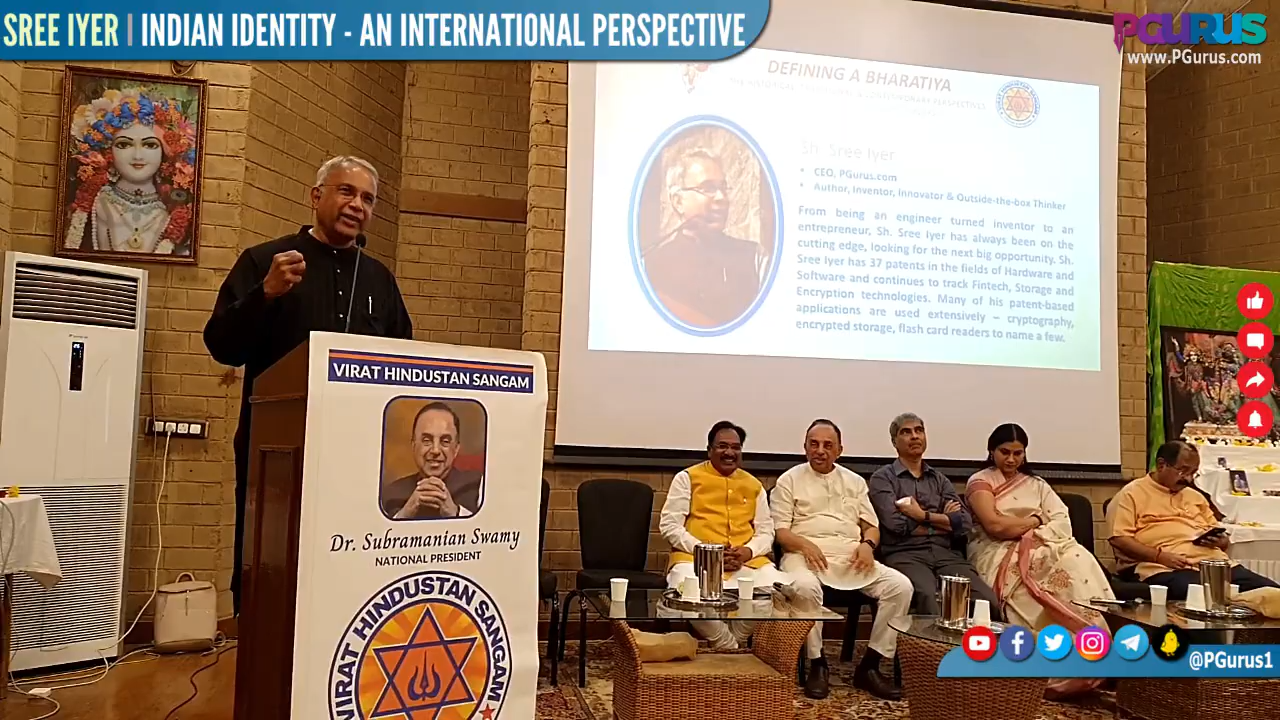 SREE IYER | INDIAN IDENTITY - AN INTERNATIONAL PERSPECTIVE
PGURUS
www.PGurus.com
DEFINING A BHARATIYA
Sh. Sree Iyer
• CEO, PGurus.com
• Author, Inventor, Innovator & Outside-the-box Thinker
From being an engineer turned inventor to an
entrepreneur, Sh. Sree Iyer has always been on the
cutting edge, looking for the next big opportunity. Sh.
Sree Iyer has 37 patents in the fields of Hardware and
Software and continues to track Fintech, Storage and
Encryption technologies. Many of his patent-based
applications are used extensively – cryptography,
encrypted storage, flash card readers to name a few.
VIRAT HINDUSTAN SANGAM
Dr. Subramanian Swamy
NATIONAL PRESIDENT
VIRAT HINDUSTAN SANGAM
@PGurus1